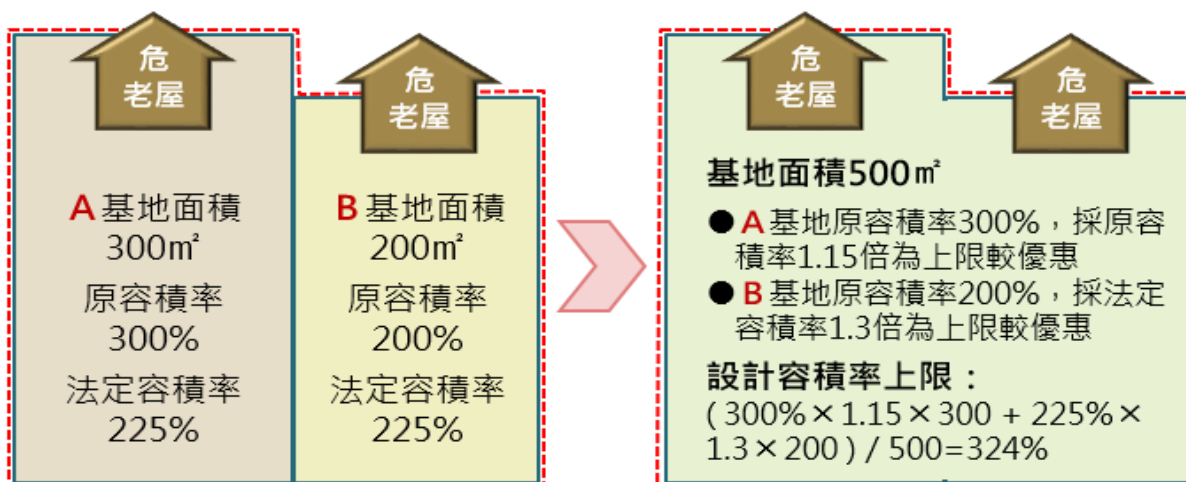 危
老屋
危
老屋
A 基地面積
300㎡
原容積率
300%
法定容積率
225%
B 基地面積
200㎡
原容積率
200%
法定容積率
225%
危
老屋
危
老屋
基地面積500㎡
●A基地原容積率300%，採原容
積率1.15倍為上限較優惠
●B基地原容積率200%，採法定
容積率1.3倍為上限較優惠
設計容積率上限：
( 300%×1.15×300 + 225%×
1.3×200 ) / 500=324%